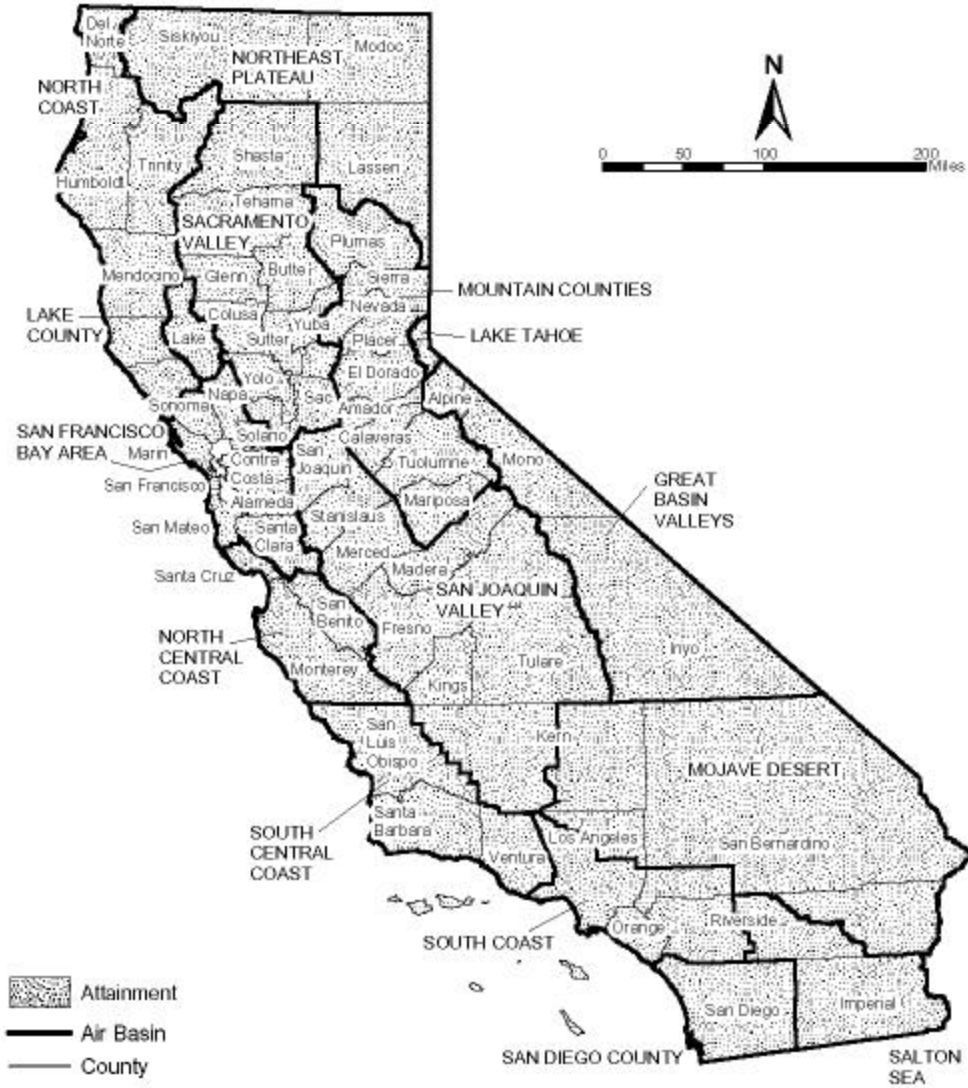 Del
Norte
Siskiyou
Modoc
NORTHEAST
PLATEAU
NORTH
COAST
N
0 50 100 200
Miles
Shasta
Trinity
Lassen
Humboldt
Tehama
SACRAMENTO
VALLEY
Plumas
Mendocino
Glenn
Butte
Sierra
MOUNTAIN COUNTIES
Nevada
LAKE
COUNTY
Colusa
Yuba
LAKE TAHOE
Lake
Sutter
Placer
El Dorado
Yolo
Napa
Sac
Alpine
Sonoma
Amador
SAN FRANCISCO
BAY AREA
Solano
Calaveras
Marin
Contra
Costa
San
Joaquin
Tuolumne
Mono
San Francisco
GREAT
BASIN
VALLEYS
Alameda
Mariposa
San Mateo
Stanislaus
Santa
Clara
Merced
Santa Cruz
Madera
SAN JOAQUIN
VALLEY
San
Benito
Fresno
NORTH
CENTRAL
COAST
Monterey
Tulare
Inyo
Kings
San
Luis
Obispo
Kern
MOJAVE DESERT
Santa
Barbara
SOUTH
CENTRAL
COAST
Los Angeles
San Bernardino
Ventura
Orange
Riverside
SOUTH COAST
Attainment
Air Basin
County
San Diego
Imperial
SAN DIEGO COUNTY
SALTON
SEA